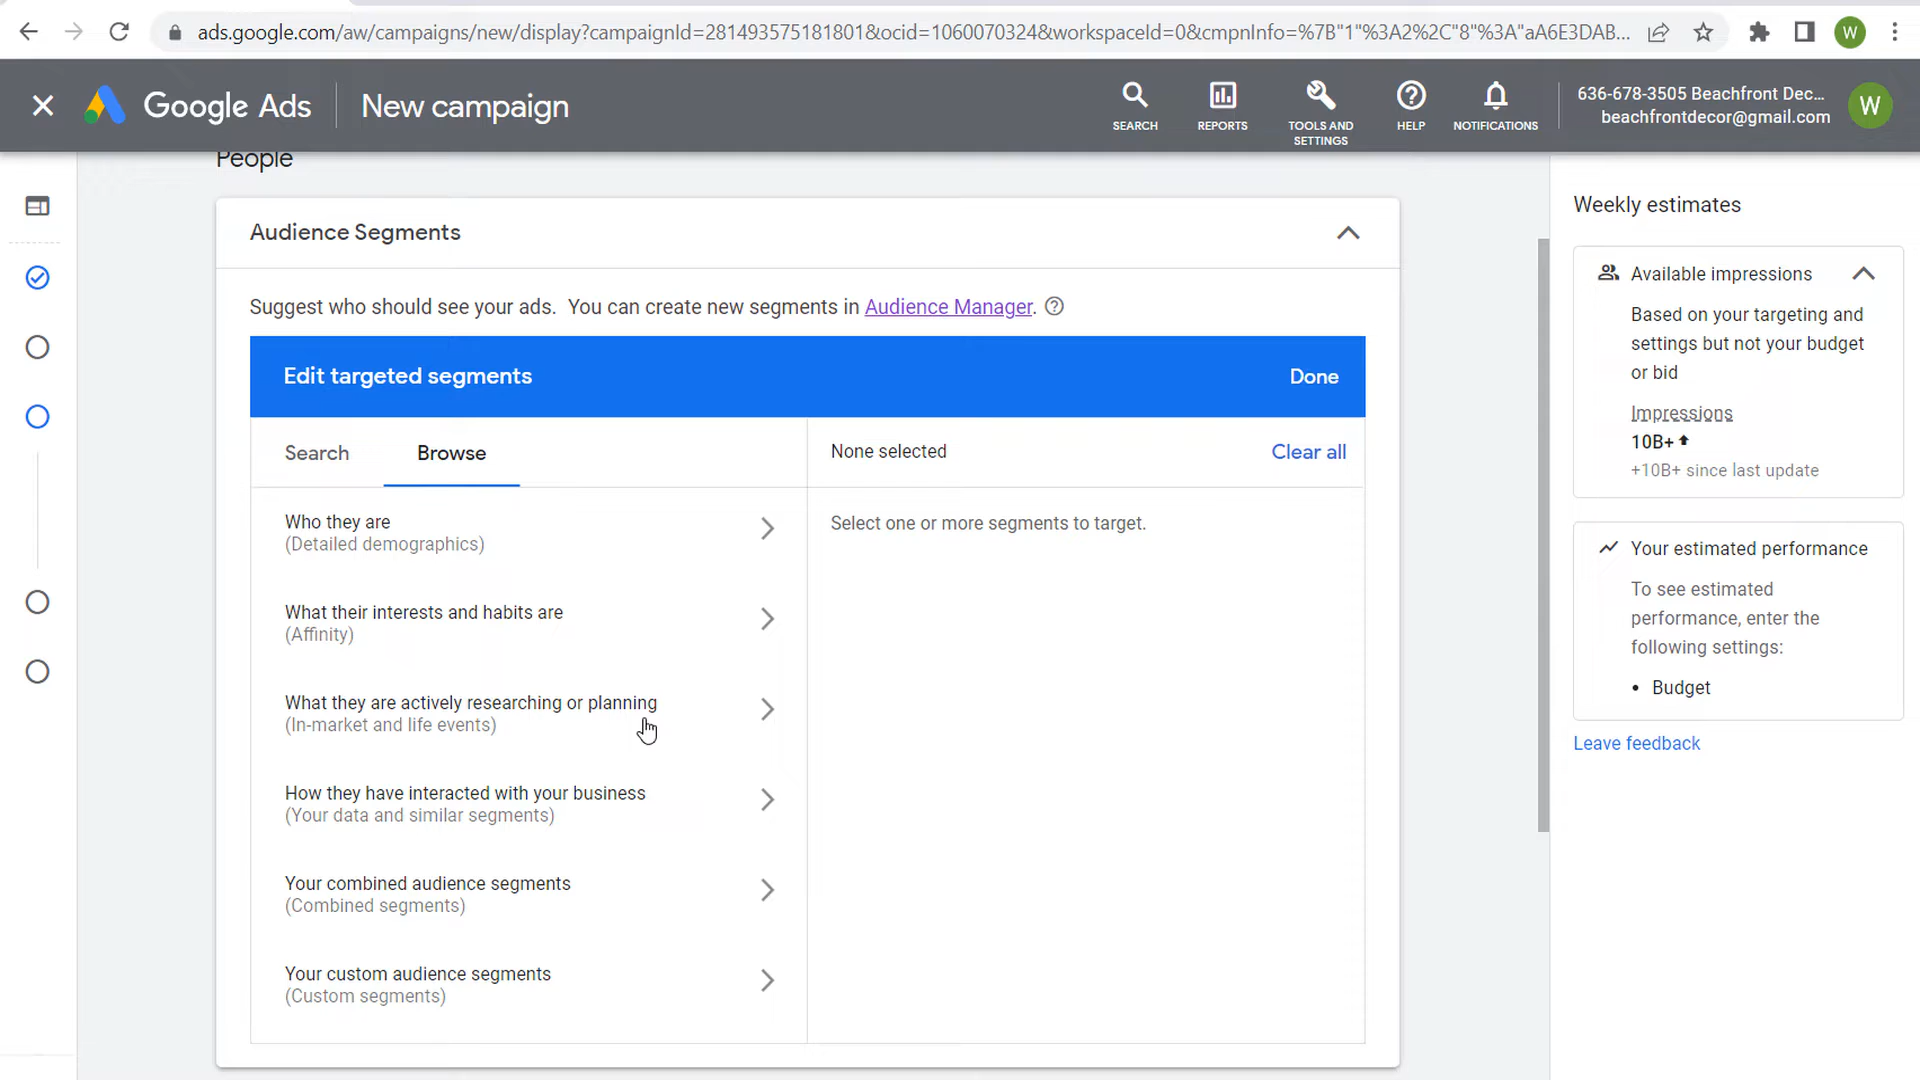 ads.google.com/aw/campaigns/new/display?campaignId=281493575181801&ocid=1060070324&workspaceId=0&cmpnInfo=%7B"1"%3A2%2C"8"%3A"aA6E3DAB...
W
Google Ads
New campaign
SEARCH
REPORTS
TOOLS AND
SETTINGS
HELP
NOTIFICATIONS
636-678-3505 Beachfront Dec...
beachfrontdecor@gmail.com
W
People
Audience Segments
Suggest who should see your ads. You can create new segments in Audience Manager.
Edit targeted segments
Done
Search
Browse
None selected
Clear all
Who they are
(Detailed demographics)
Select one or more segments to target.
What their interests and habits are
(Affinity)
What they are actively researching or planning
(In-market and life events)
How they have interacted with your business
(Your data and similar segments)
Your combined audience segments
(Combined segments)
Your custom audience segments
(Custom segments)
Weekly estimates
Available impressions
Based on your targeting and
settings but not your budget
or bid
Impressions
10B+
+10B+ since last update
Your estimated performance
To see estimated
performance, enter the
following settings:
• Budget
Leave feedback